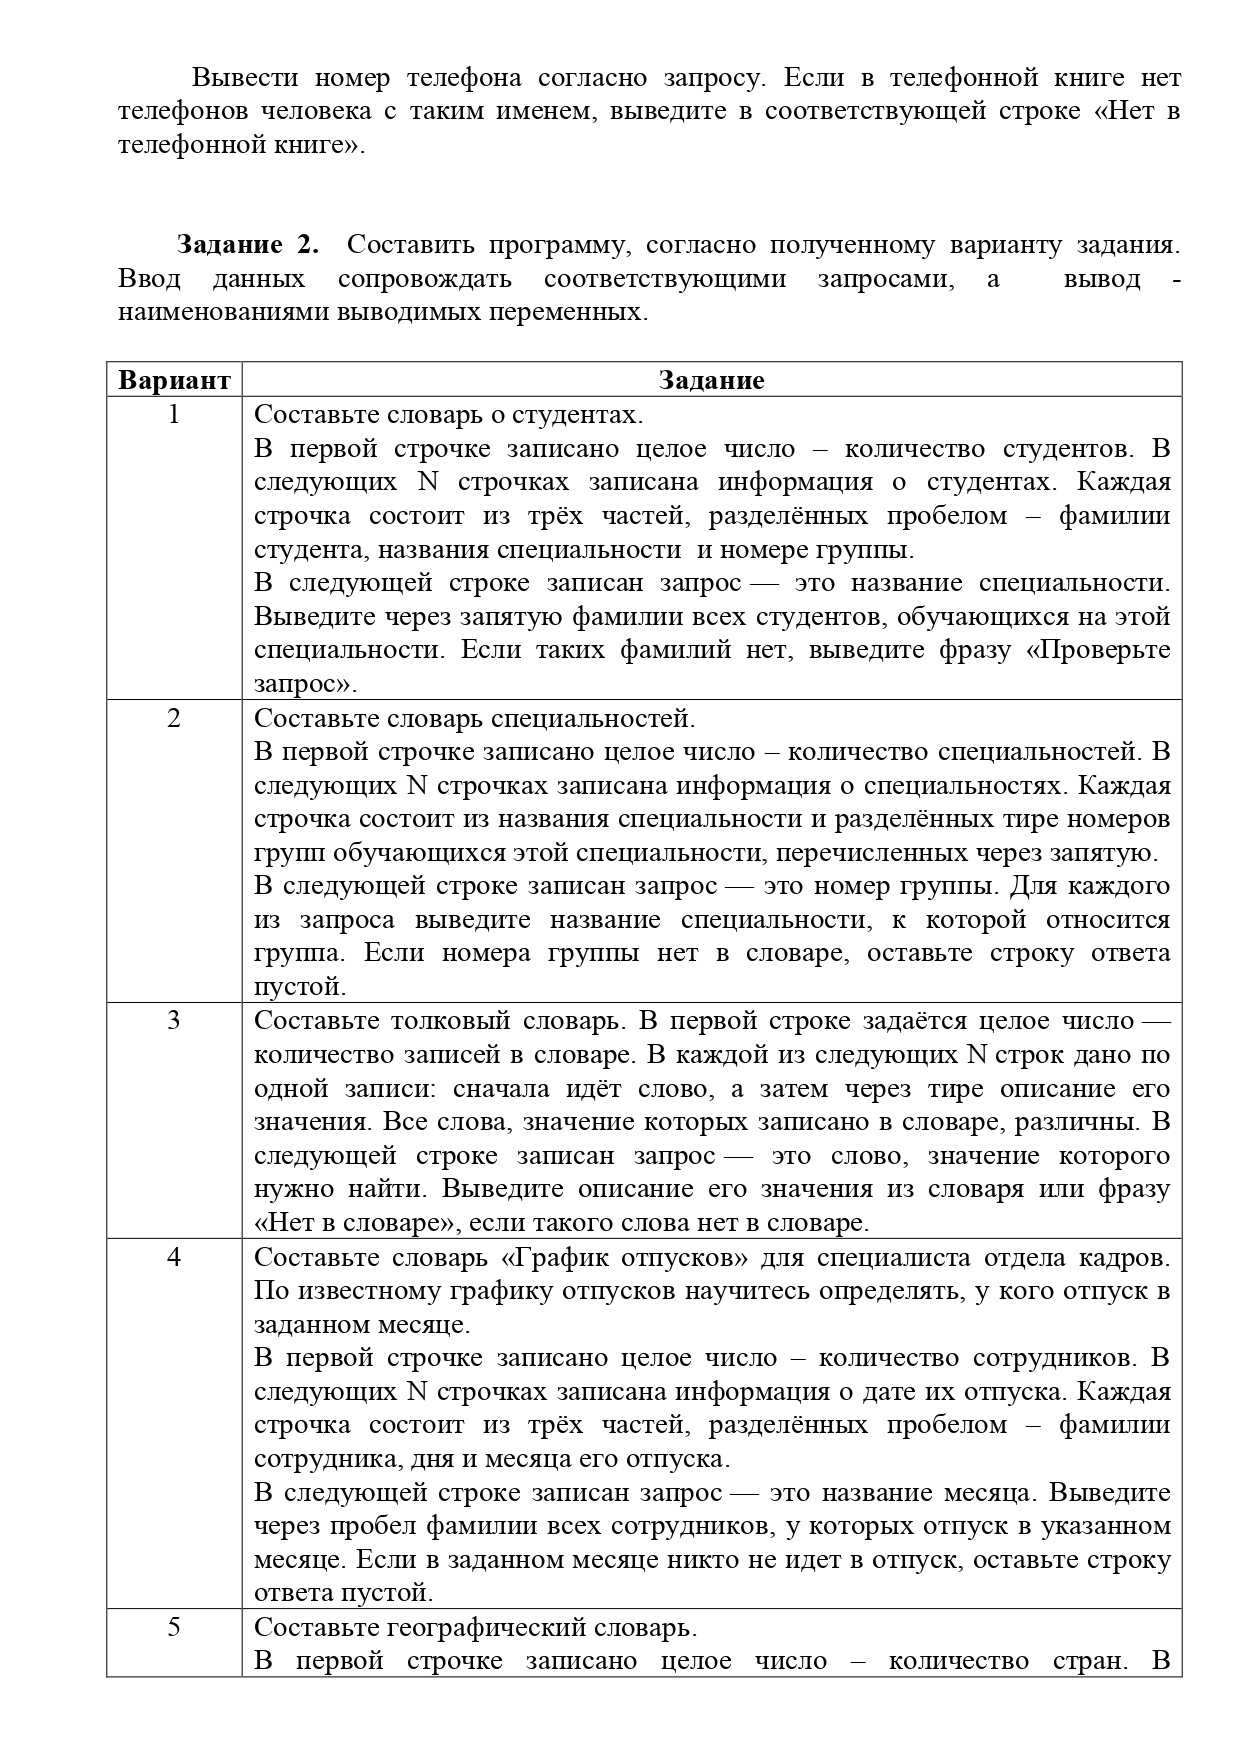 Вывести номер телефона согласно запросу. Если в телефонной книге нет
телефонов человека с таким именем, выведите в соответствующей строке «Нет в
телефонной книге».
Задание 2. Составить программу, согласно полученному варианту задания.
Ввод данных сопровождать соответствующими запросами, а вывод -
наименованиями выводимых переменных.
Вариант Задание
1 Составьте словарь о студентах.
В первой строчке записано целое число – количество студентов. В
следующих N строчках записана информация о студентах. Каждая
строчка состоит из трёх частей, разделённых пробелом – фамилии
студента, названия специальности и номере группы.
В следующей строке записан запрос — это название специальности.
Выведите через запятую фамилии всех студентов, обучающихся на этой
специальности. Если таких фамилий нет, выведите фразу «Проверьте
запрос».
2 Составьте словарь специальностей.
В первой строчке записано целое число – количество специальностей. В
следующих N строчках записана информация о специальностях. Каждая
строчка состоит из названия специальности и разделённых тире номеров
групп обучающихся этой специальности, перечисленных через запятую.
В следующей строке записан запрос — это номер группы. Для каждого
из запроса выведите название специальности, к которой относится
группа. Если номера группы нет в словаре, оставьте строку ответа
пустой.
3 Составьте толковый словарь. В первой строке задаётся целое число —
количество записей в словаре. В каждой из следующих N строк дано по
одной записи: сначала идёт слово, а затем через тире описание его
значения. Все слова, значение которых записано в словаре, различны. В
следующей строке записан запрос — это слово, значение которого
нужно найти. Выведите описание его значения из словаря или фразу
«Нет в словаре», если такого слова нет в словаре.
4 Составьте словарь «График отпусков» для специалиста отдела кадров.
По известному графику отпусков научитесь определять, у кого отпуск в
заданном месяце.
В первой строчке записано целое число – количество сотрудников. В
следующих N строчках записана информация о дате их отпуска. Каждая
строчка состоит из трёх частей, разделённых пробелом – фамилии
сотрудника, дня и месяца его отпуска.
В следующей строке записан запрос — это название месяца. Выведите
через пробел фамилии всех сотрудников, у которых отпуск в указанном
месяце. Если в заданном месяце никто не идет в отпуск, оставьте строку
ответа пустой.
5 Составьте географический словарь.
В первой строчке записано целое число – количество стран. В